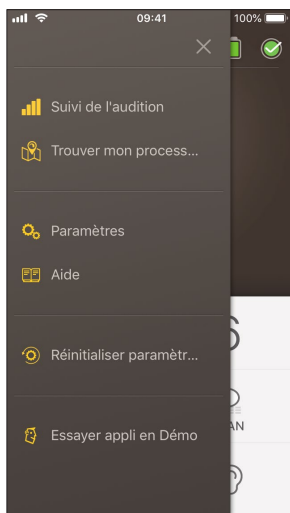 09:41
100%
Suivi de l'audition
Trouver mon process...
Paramètres
Aide
Réinitialiser paramètr...
Essayer appli en Démo
AN